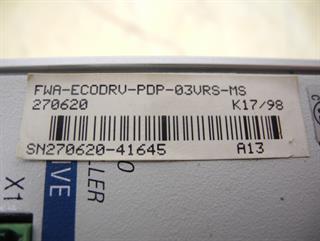 FWA-ECODRV-PDP-03VRS-MS
270620 K17/98
SN270620-41645 A13
X1